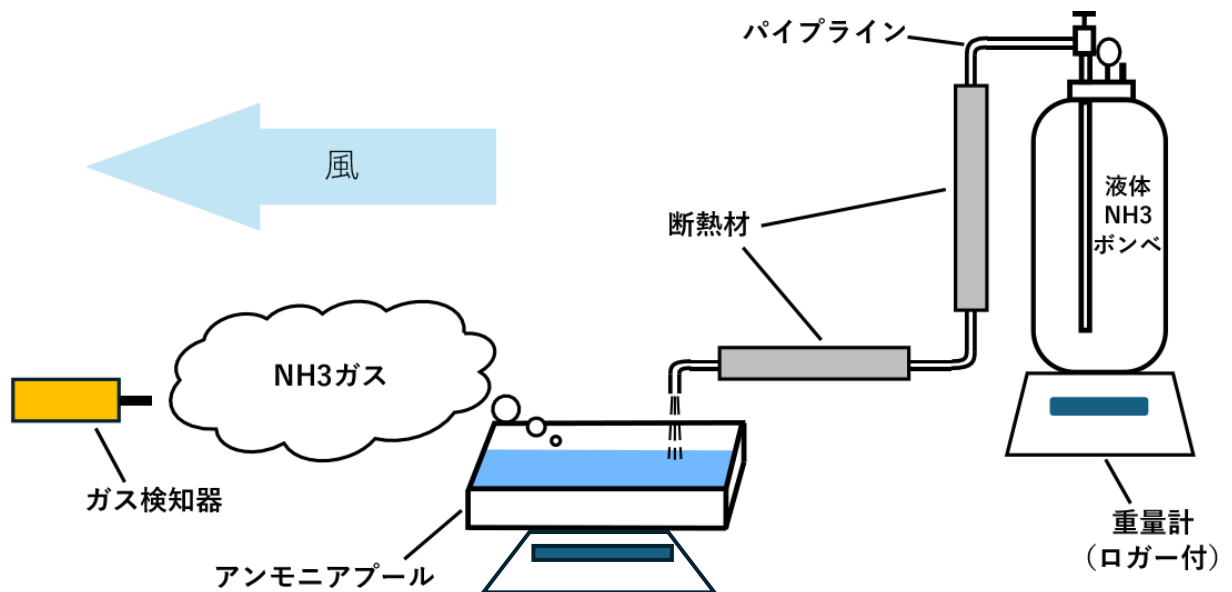 パイプライン
風
断熱材
液体
NH3
ボンベ
NH3ガス
ガス検知器
アンモニアプール
重量計
（ロガー付）